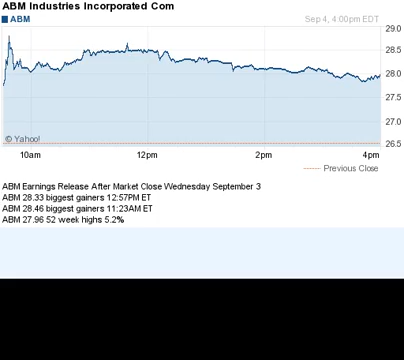 ABM Industries Incorporated Com
ABM Sep 4, 4:00pm EDT
29.0
28.5
28.0
27.5
27.0
26.5
© Yahoo!
10am 12pm 2pm 4pm
Previous Close
ABM Earnings Release After Market Close Wednesday September 3
ABM 28.33 biggest gainers 12:57PM ET
ABM 28.46 biggest gainers 11:23AM ET
ABM 27.96 52 week highs 5.2%